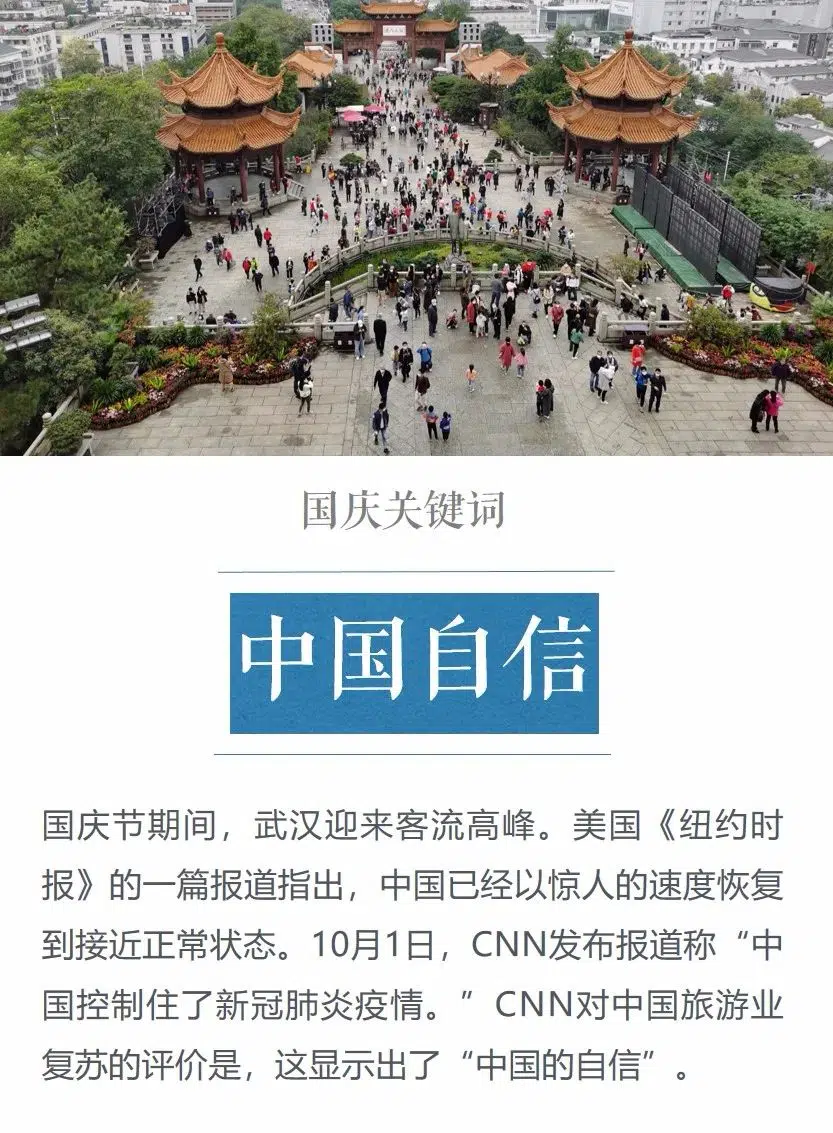 国庆关键词
中国自信
国庆节期间，武汉迎来客流高峰。美国《纽约时
报》的一篇报道指出，中国已经以惊人的速度恢复
到接近正常状态。10月1日，CNN发布报道称“中
国控制住了新冠肺炎疫情。”CNN对中国旅游业
复苏的评价是，这显示出了“中国的自信”。